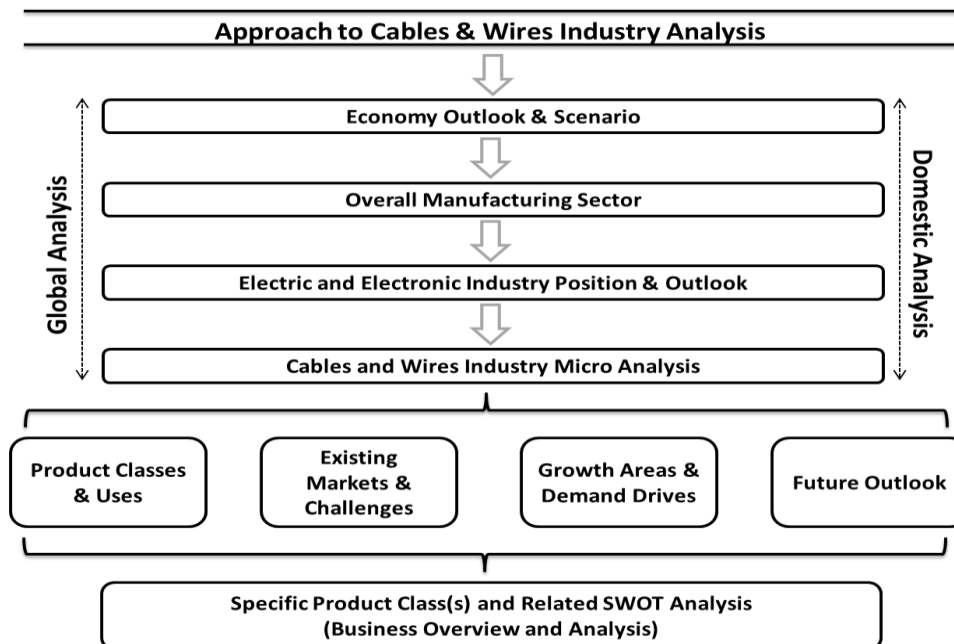 Approach to Cables & Wires Industry Analysis
Economy Outlook & Scenario
Overall Manufacturing Sector
Electric and Electronic Industry Position & Outlook
Cables and Wires Industry Micro Analysis
Global Analysis
Domestic Analysis
Product Classes
& Uses
Existing
Markets &
Challenges
Growth Areas &
Demand Drives
Future Outlook
Specific Product Class(s) and Related SWOT Analysis
(Business Overview and Analysis)